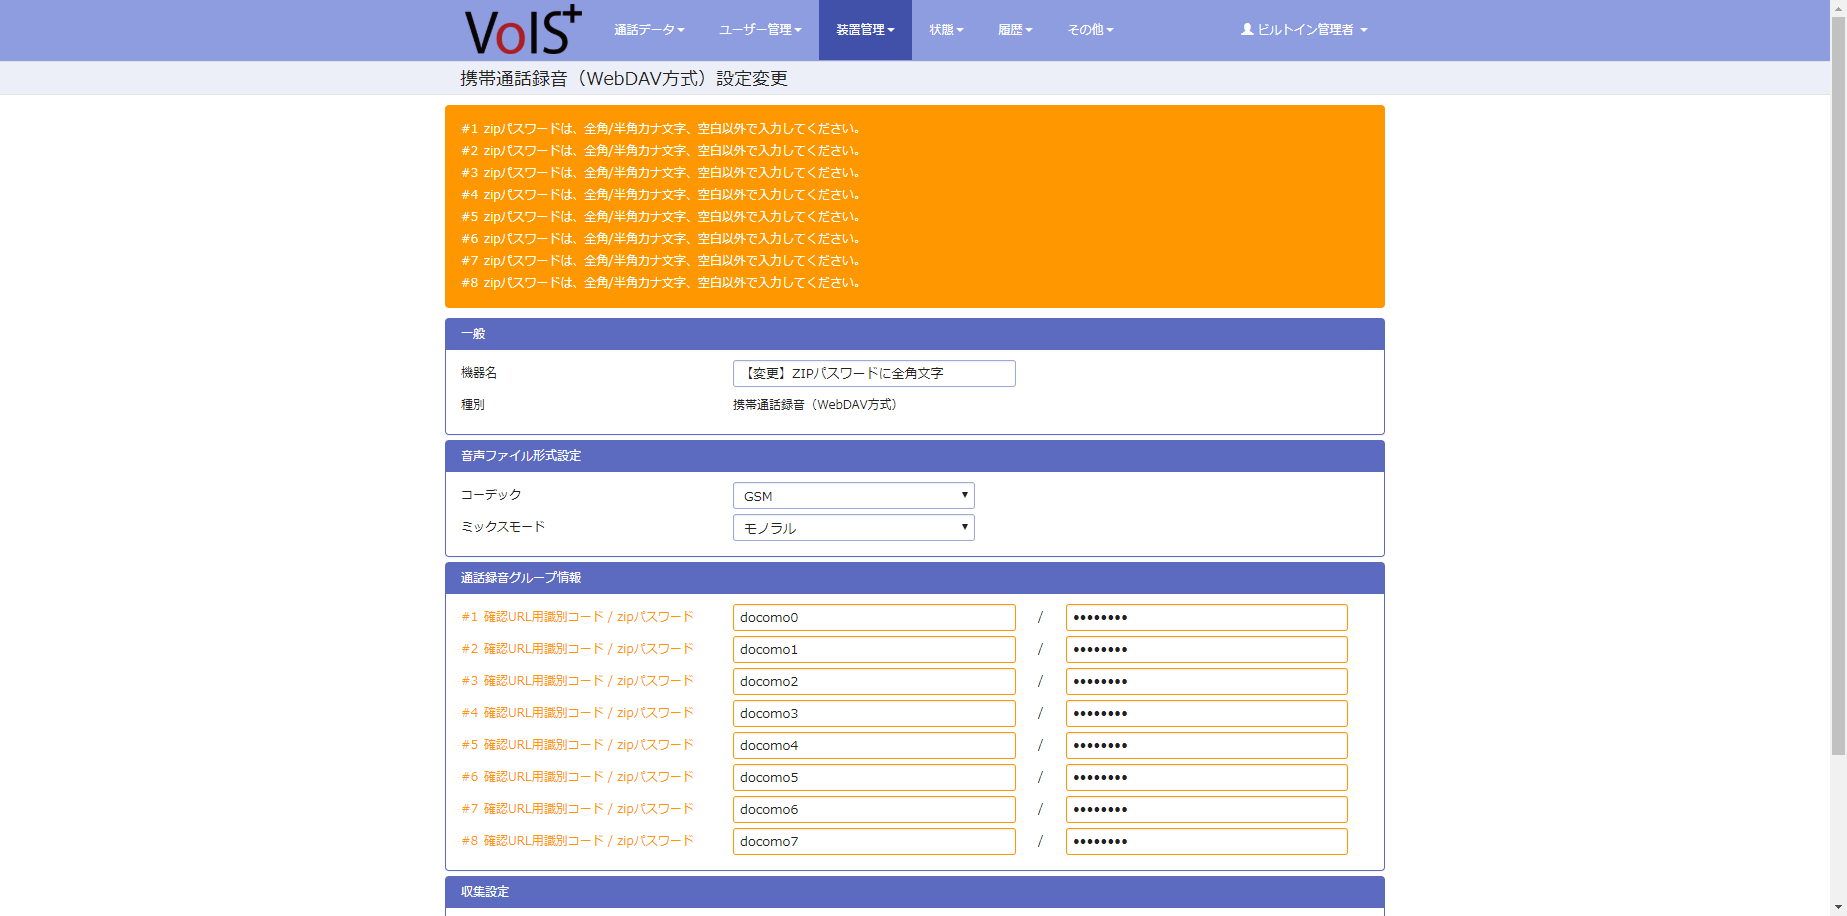 VoIS+ 通話データ ユーザー管理 装置管理 状態 履歴 その他 ビルトイン管理者
携帯通話録音（WebDAV方式）設定変更
#1 zipパスワードは、全角/半角カナ文字、空白以外で入力してください。
#2 zipパスワードは、全角/半角カナ文字、空白以外で入力してください。
#3 zipパスワードは、全角/半角カナ文字、空白以外で入力してください。
#4 zipパスワードは、全角/半角カナ文字、空白以外で入力してください。
#5 zipパスワードは、全角/半角カナ文字、空白以外で入力してください。
#6 zipパスワードは、全角/半角カナ文字、空白以外で入力してください。
#7 zipパスワードは、全角/半角カナ文字、空白以外で入力してください。
#8 zipパスワードは、全角/半角カナ文字、空白以外で入力してください。
一般
機器名 【変更】ZIPパスワードに全角文字
種別 携帯通話録音（WebDAV方式）
音声ファイル形式設定
コーデック GSM
ミックスモード モノラル
通話録音グループ情報
#1 確認URL用識別コード / zipパスワード docomo0 / ••••••••
#2 確認URL用識別コード / zipパスワード docomo1 / ••••••••
#3 確認URL用識別コード / zipパスワード docomo2 / ••••••••
#4 確認URL用識別コード / zipパスワード docomo3 / ••••••••
#5 確認URL用識別コード / zipパスワード docomo4 / ••••••••
#6 確認URL用識別コード / zipパスワード docomo5 / ••••••••
#7 確認URL用識別コード / zipパスワード docomo6 / ••••••••
#8 確認URL用識別コード / zipパスワード docomo7 / ••••••••
収集設定